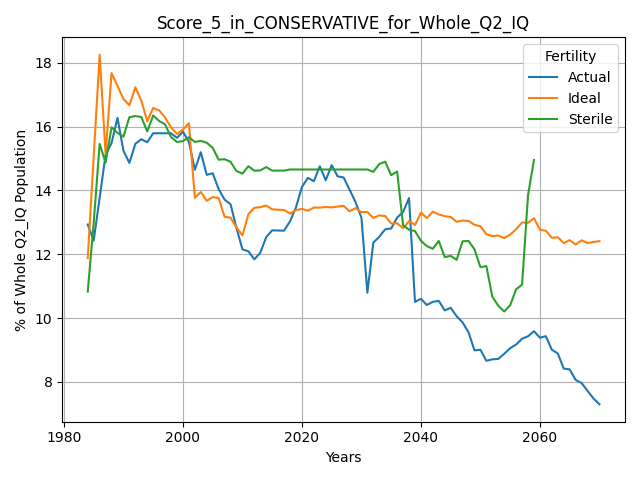 Score_5_in_CONSERVATIVE_for_Whole_Q2_IQ
% of Whole Q2_IQ Population
18
16
14
12
10
8
Fertility
Actual
Ideal
Sterile
1980
2000
2020
2040
2060
Years